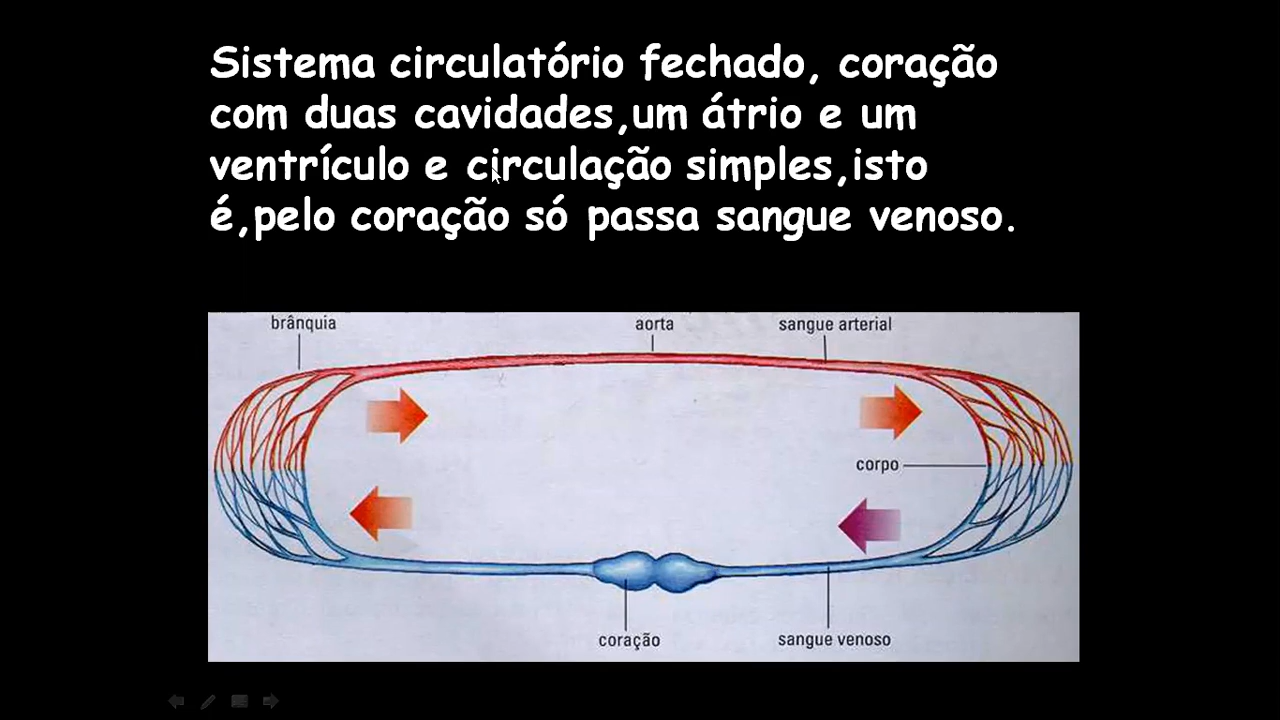 Sistema circulatório fechado, coração
com duas cavidades,um átrio e um
ventrículo e circulação simples,isto
é,pelo coração só passa sangue venoso.
brânquia
aorta
sangue arterial
corpo
coração
sangue venoso